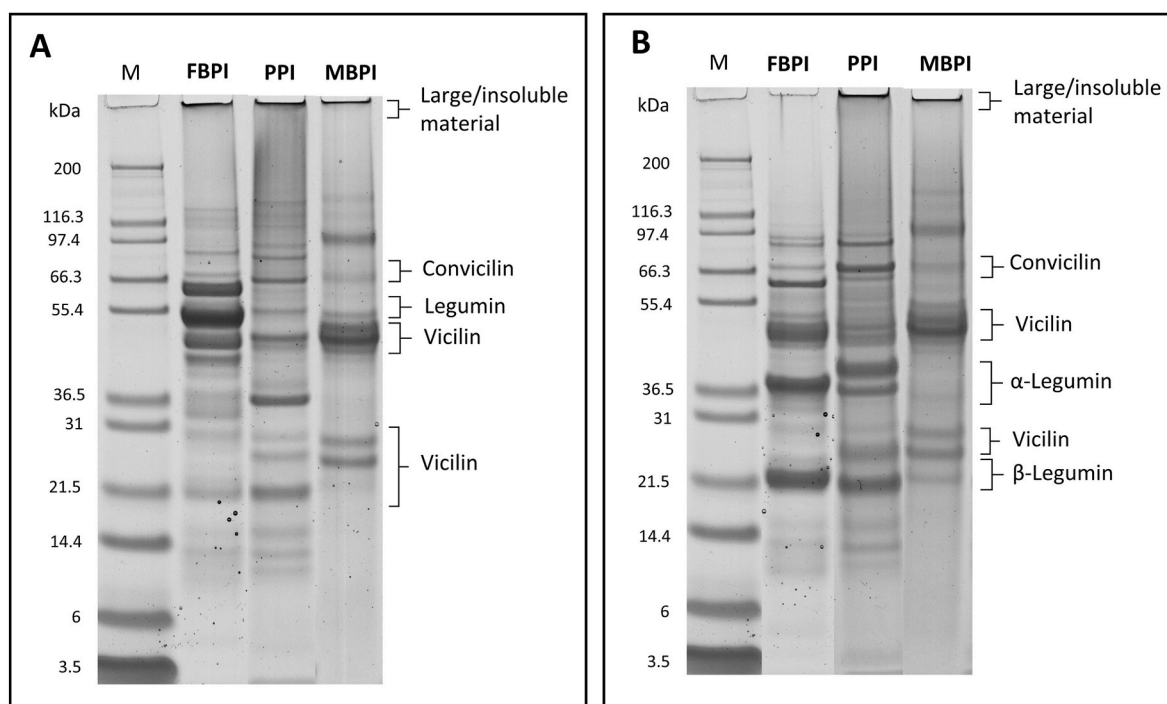 A
M FBPI PPI MBPI
kDa
Large/insoluble
material
200
116.3
97.4
66.3
Convicilin
55.4
Legumin
Vicilin
36.5
31
Vicilin
21.5
14.4
6
3.5
B
M FBPI PPI MBPI
kDa
Large/insoluble
material
200
116.3
97.4
66.3
Convicilin
55.4
Vicilin
α-Legumin
36.5
31
Vicilin
21.5
β-Legumin
14.4
6
3.5